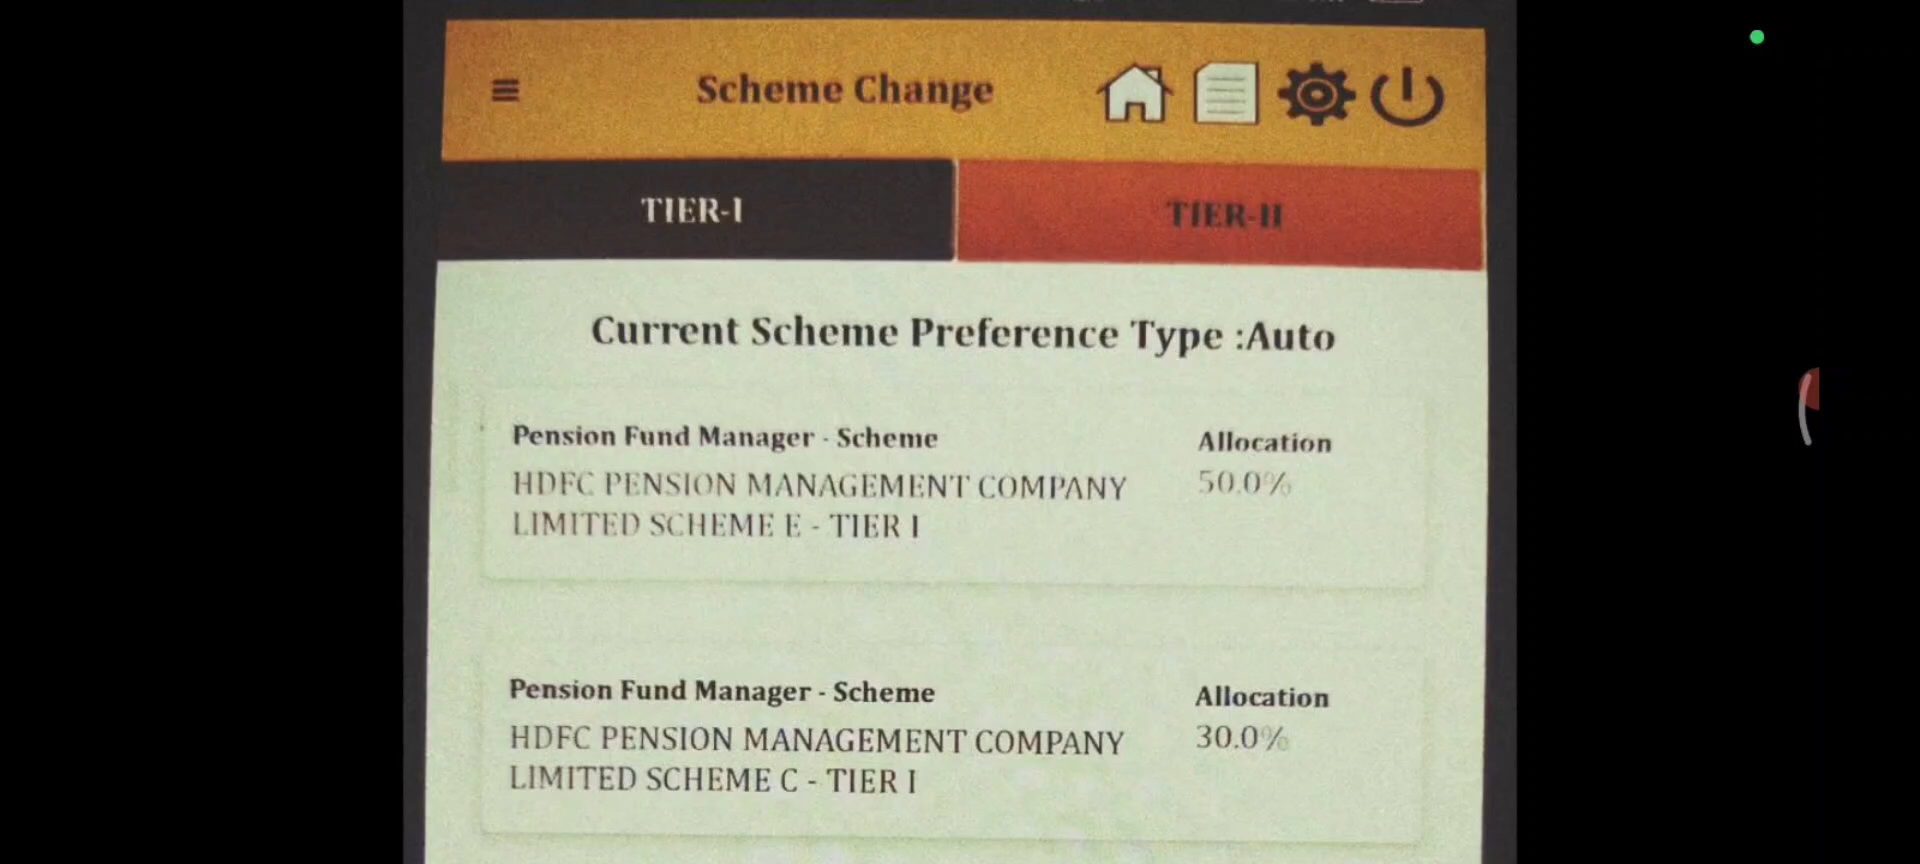 Scheme Change
TIER-I
TIER-II
Current Scheme Preference Type :Auto
Pension Fund Manager - Scheme
Allocation
HDFC PENSION MANAGEMENT COMPANY
50.0%
LIMITED SCHEME E - TIER I
Pension Fund Manager - Scheme
Allocation
HDFC PENSION MANAGEMENT COMPANY
30.0%
LIMITED SCHEME C - TIER I